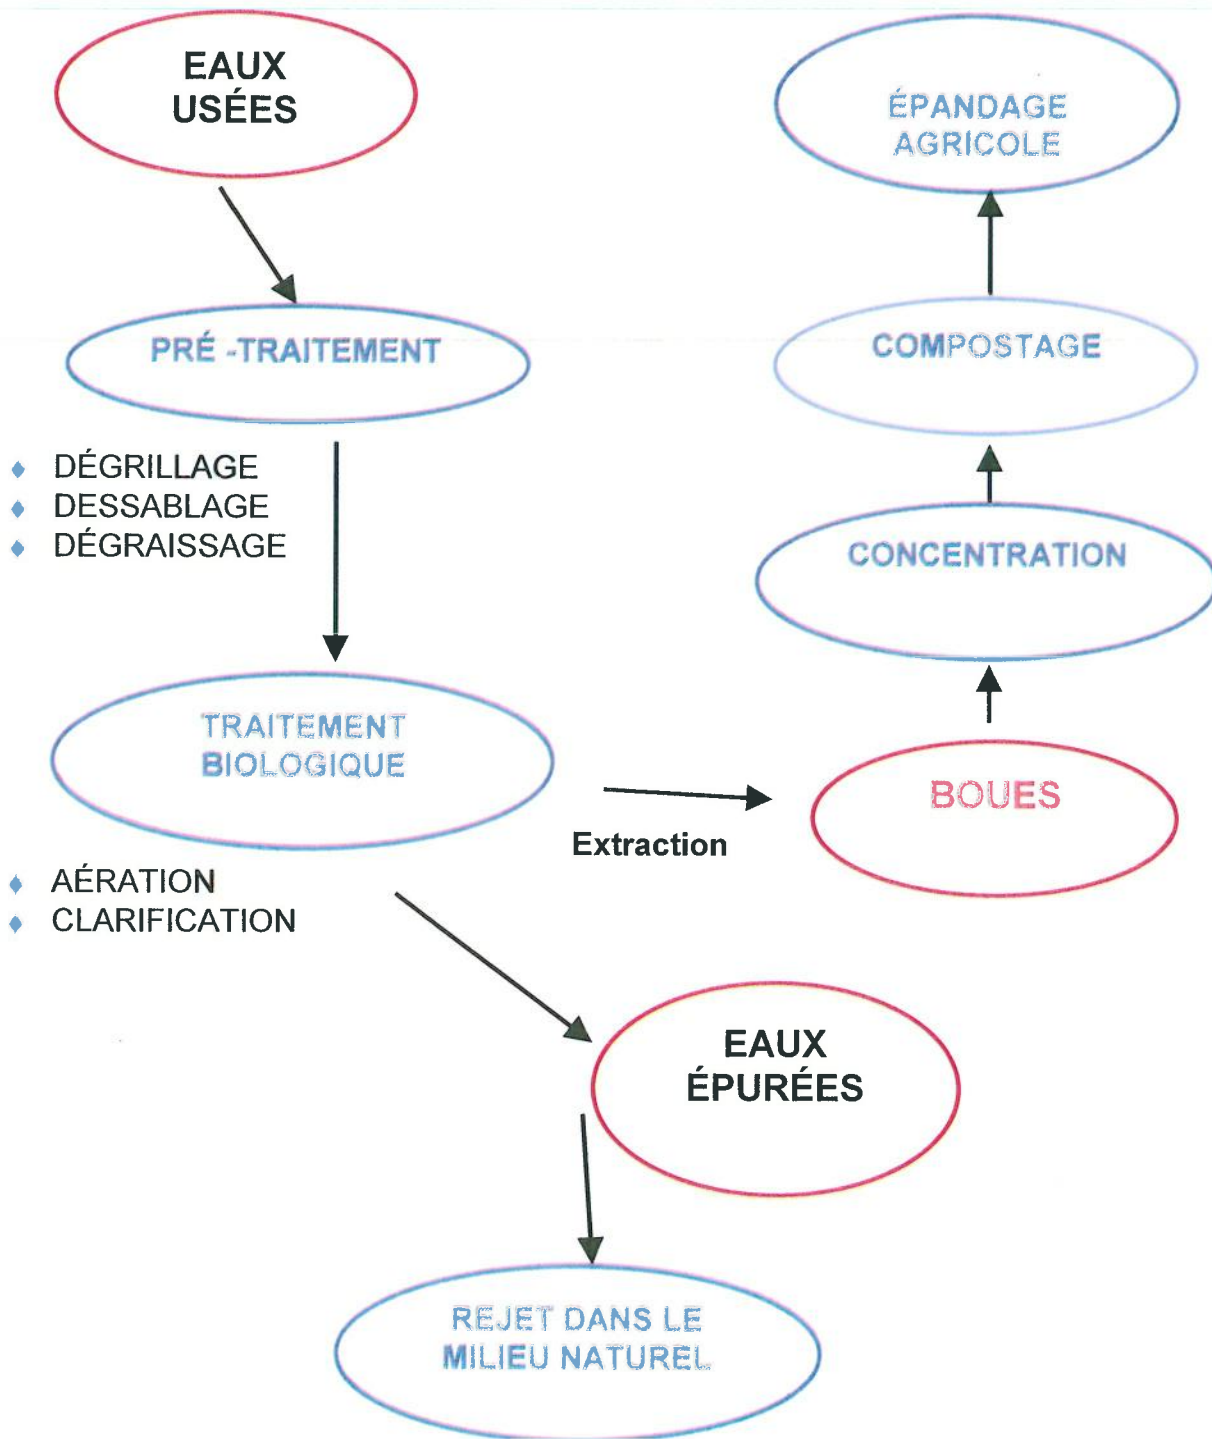 EAUX
USÉES
PRÉ -TRAITEMENT
♦ DÉGRILLAGE
♦ DESSABLAGE
♦ DÉGRAISSAGE
TRAITEMENT
BIOLOGIQUE
♦ AÉRATION
♦ CLARIFICATION
Extraction
BOUES
CONCENTRATION
COMPOSTAGE
ÉPANDAGE
AGRICOLE
EAUX
ÉPURÉES
REJET DANS LE
MILIEU NATUREL